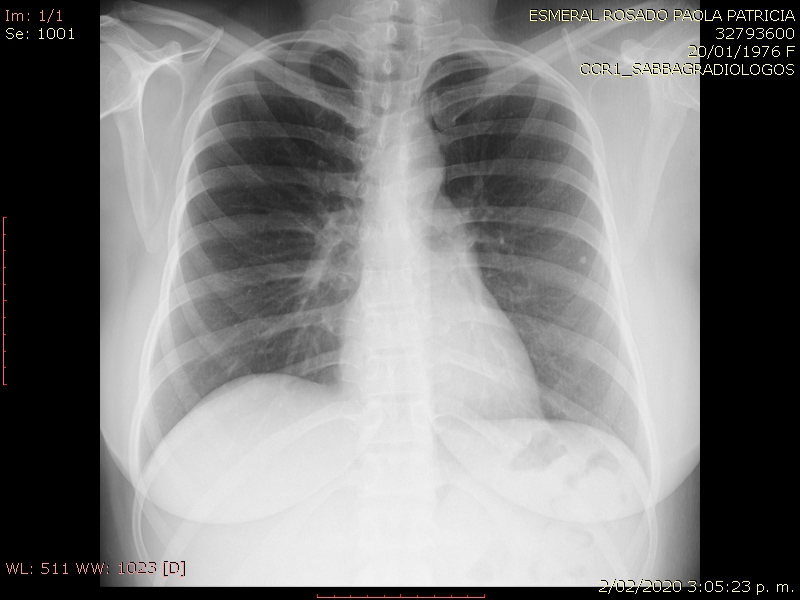 Im: 1/1
Se: 1001
ESMERAL ROSADO PAOLA PATRICIA
32793600
20/01/1976 F
CCR1_SABBAGRADIOLOGOS
WL: 511 WW: 1023 [D]
2/02/2020 3:05:23 p. m.